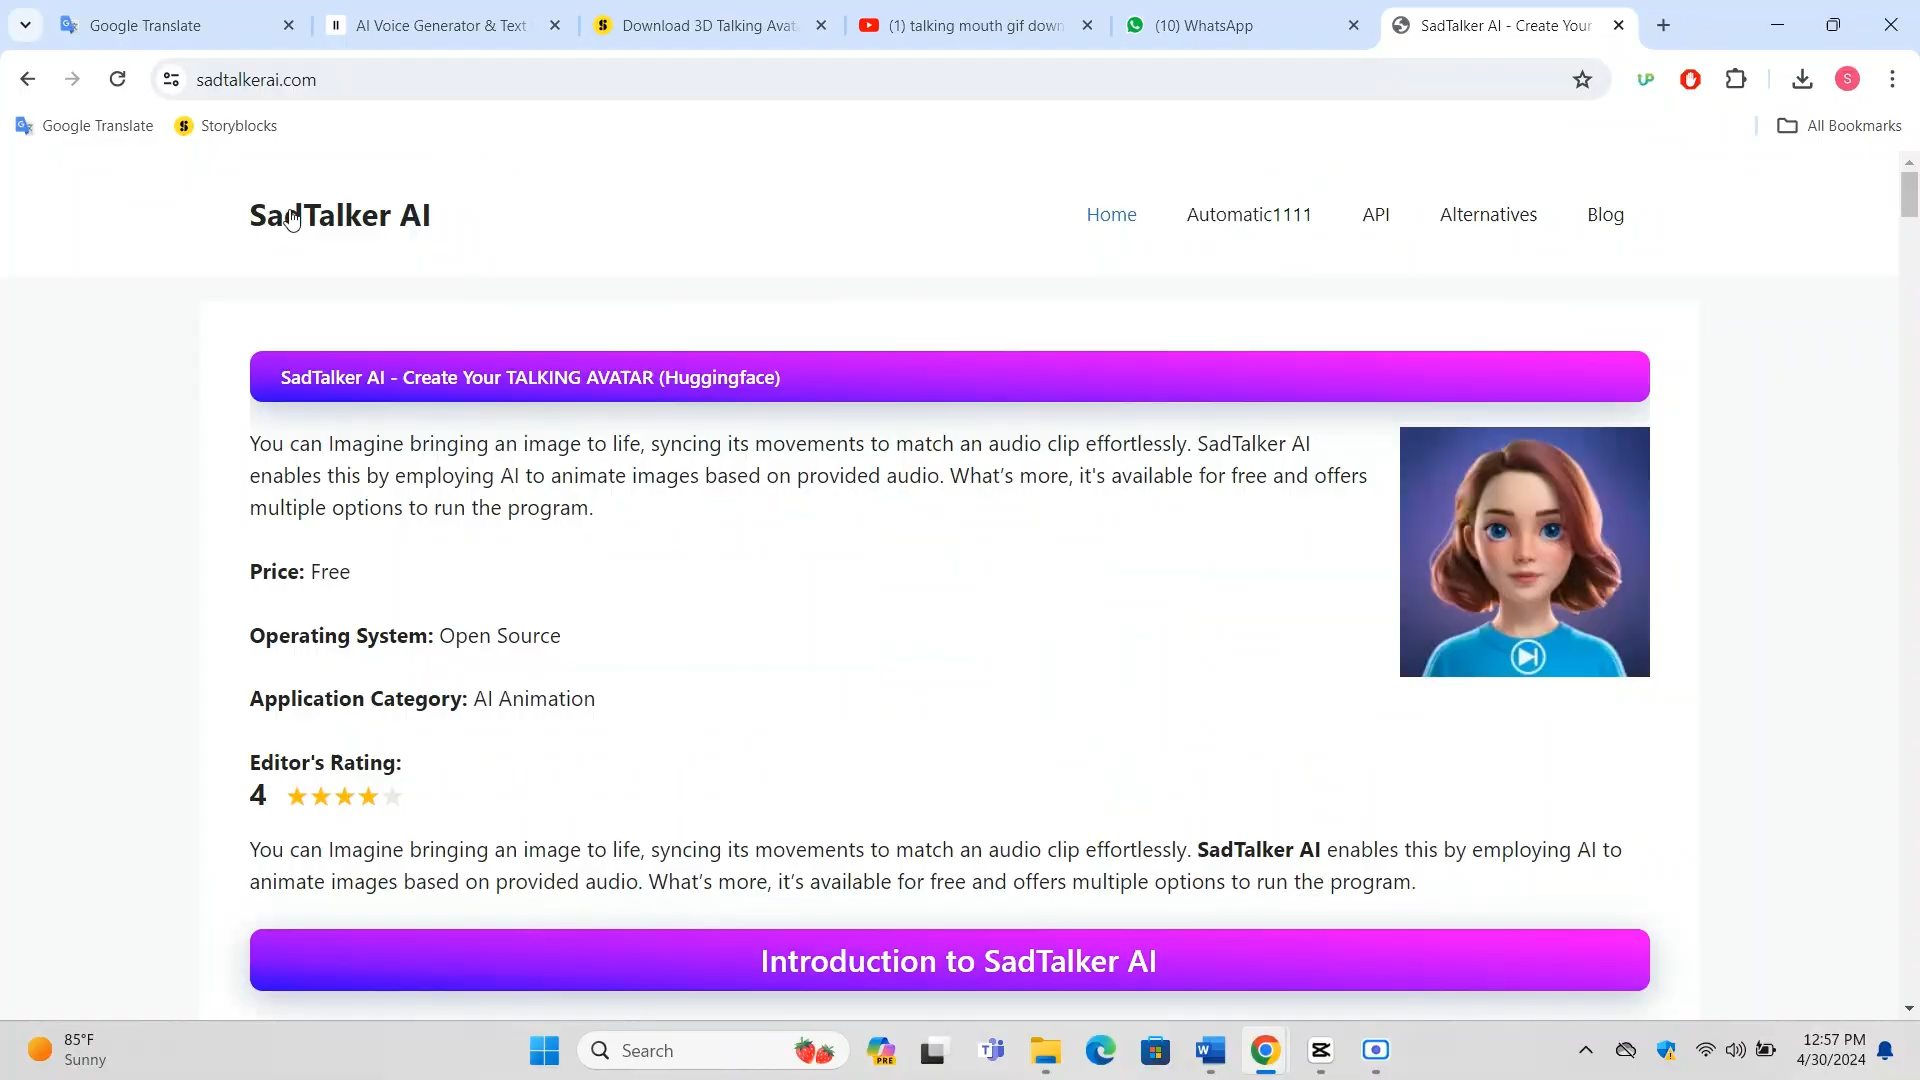 Google Translate
AI Voice Generator & Text
Download 3D Talking Avat
(1) talking mouth gif down
(10) WhatsApp
SadTalker AI - Create Your
sadtalkerai.com
S
Google Translate
Storyblocks
All Bookmarks
SadTalker AI
Home
Automatic1111
API
Alternatives
Blog
SadTalker AI - Create Your TALKING AVATAR (Huggingface)
You can Imagine bringing an image to life, syncing its movements to match an audio clip effortlessly. SadTalker AI
enables this by employing AI to animate images based on provided audio. What’s more, it's available for free and offers
multiple options to run the program.
Price: Free
Operating System: Open Source
Application Category: AI Animation
Editor's Rating:
4
You can Imagine bringing an image to life, syncing its movements to match an audio clip effortlessly. SadTalker AI enables this by employing AI to
animate images based on provided audio. What’s more, it’s available for free and offers multiple options to run the program.
Introduction to SadTalker AI
85°F
Sunny
Search
PRE
12:57 PM
4/30/2024